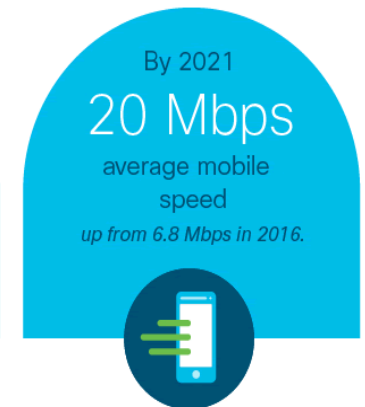 By 2021
20 Mbps
average mobile
speed
up from 6.8 Mbps in 2016.